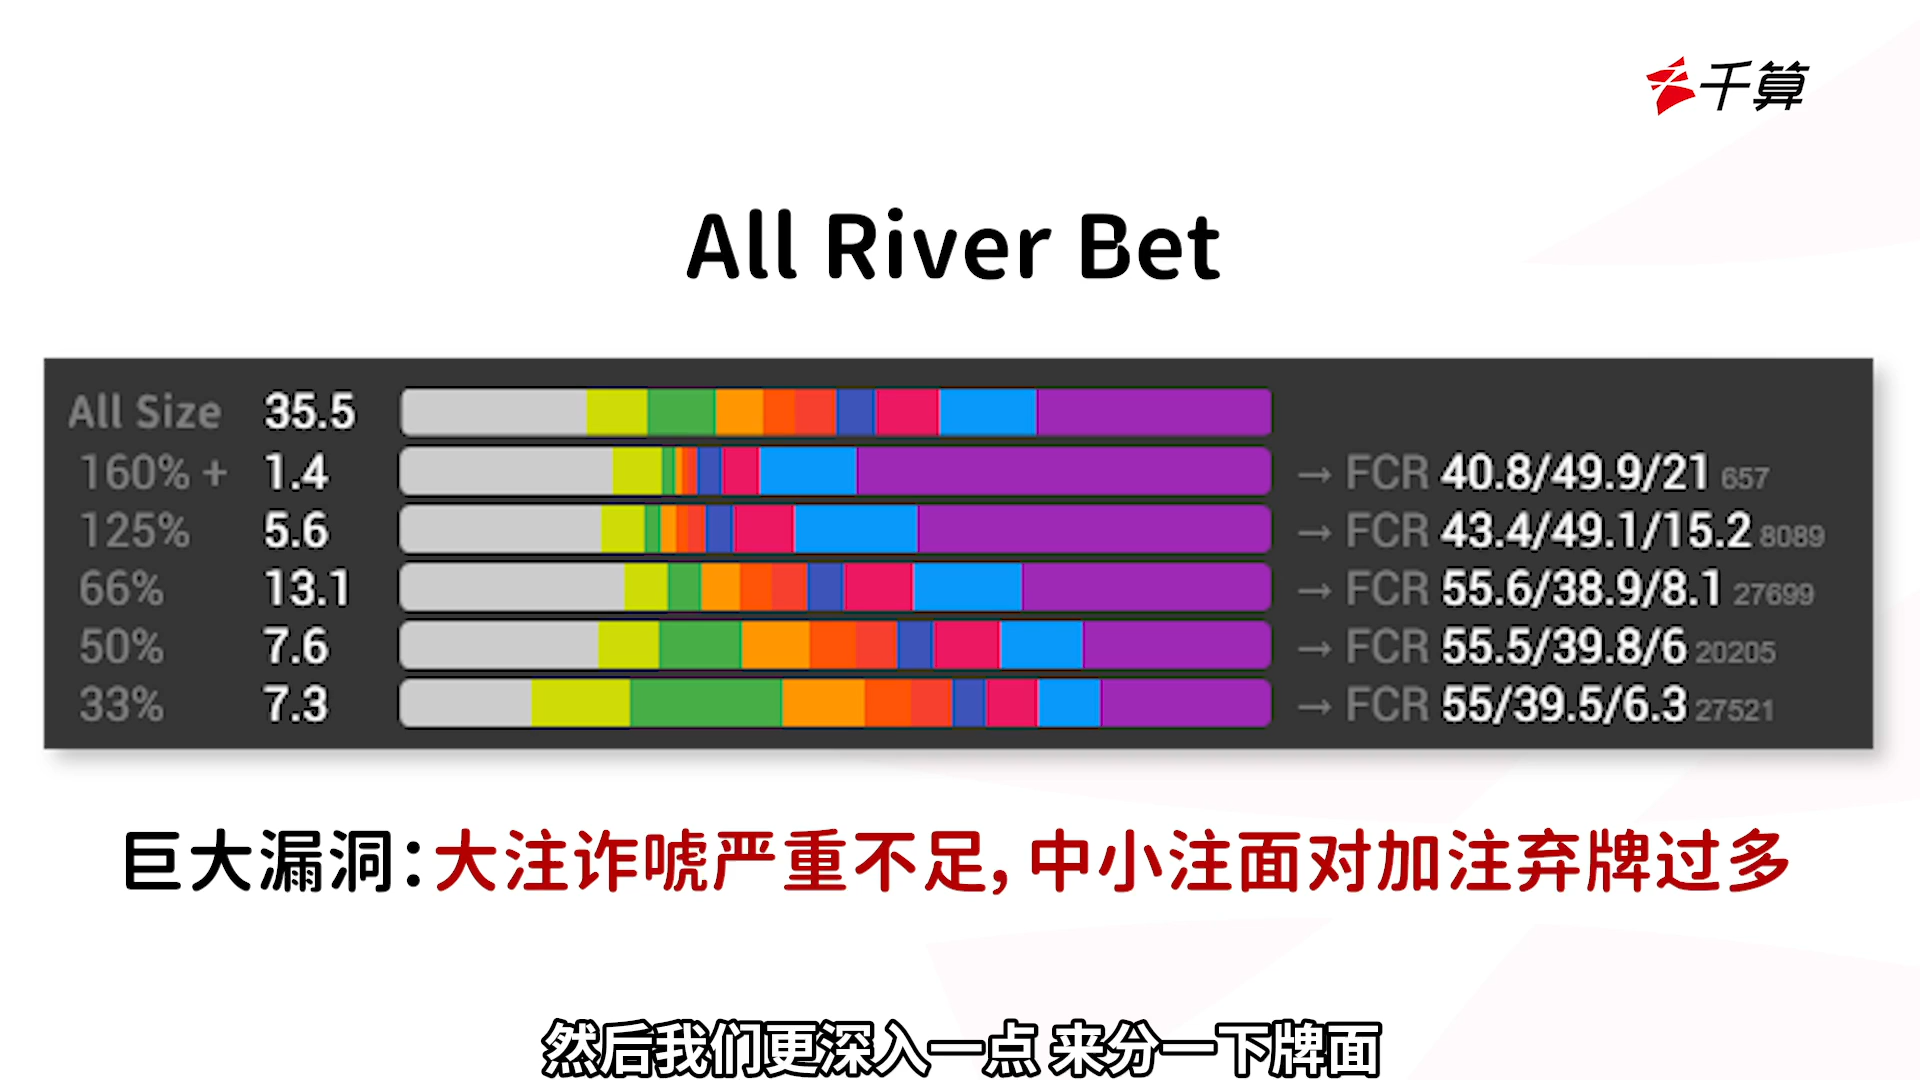 千算
All River Bet
All Size 35.5
160% + 1.4 → FCR 40.8/49.9/21 657
125% 5.6 → FCR 43.4/49.1/15.2 8089
66% 13.1 → FCR 55.6/38.9/8.1 27699
50% 7.6 → FCR 55.5/39.8/6 20205
33% 7.3 → FCR 55/39.5/6.3 27521
巨大漏洞：大注诈唬严重不足，中小注面对加注弃牌过多
然后我们更深入一点 来分一下牌面